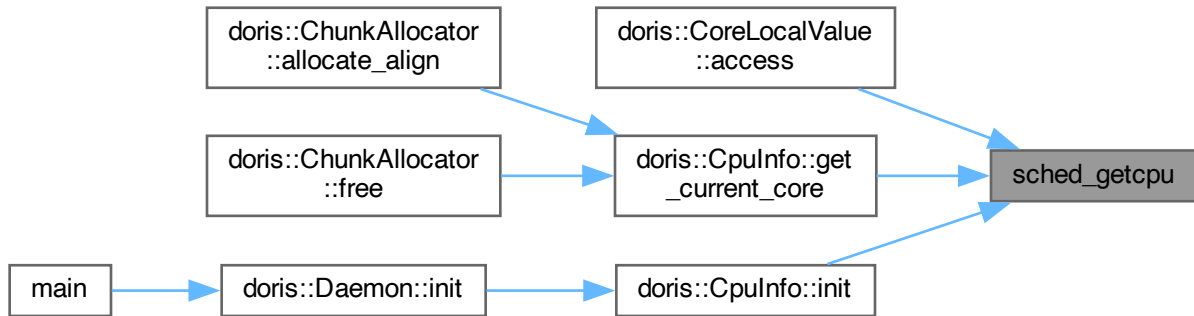 doris::ChunkAllocator
::allocate_align
doris::CoreLocalValue
::access
doris::ChunkAllocator
::free
doris::CpuInfo::get
_current_core
sched_getcpu
main
doris::Daemon::init
doris::CpuInfo::init